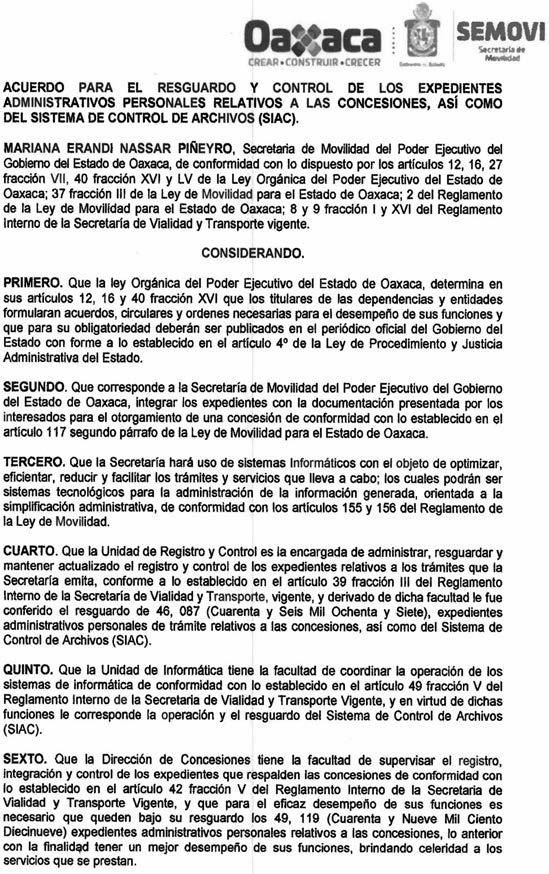 Oaxaca
CREAR • CONSTRUIR • CRECER
SEMOVI
Secretaría de
Movilidad
ACUERDO PARA EL RESGUARDO Y CONTROL DE LOS EXPEDIENTES
ADMINISTRATIVOS PERSONALES RELATIVOS A LAS CONCESIONES, ASÍ COMO
DEL SISTEMA DE CONTROL DE ARCHIVOS (SIAC).
MARIANA ERANDI NASSAR PIÑEYRO, Secretaria de Movilidad del Poder Ejecutivo del
Gobierno del Estado de Oaxaca, de conformidad con lo dispuesto por los artículos 12, 16, 27
fracción VII, 40 fracción XVI y LV de la Ley Orgánica del Poder Ejecutivo del Estado de
Oaxaca; 37 fracción III de la Ley de Movilidad para el Estado de Oaxaca; 2 del Reglamento
de la Ley de Movilidad para el Estado de Oaxaca; 8 y 9 fracción I y XVI del Reglamento
Interno de la Secretaría de Vialidad y Transporte vigente.
CONSIDERANDO.
PRIMERO. Que la ley Orgánica del Poder Ejecutivo del Estado de Oaxaca, determina en
sus artículos 12, 16 y 40 fracción XVI que los titulares de las dependencias y entidades
formularan acuerdos, circulares y ordenes necesarias para el desempeño de sus funciones y
que para su obligatoriedad deberán ser publicados en el periódico oficial del Gobierno del
Estado con forme a lo establecido en el artículo 4º de la Ley de Procedimiento y Justicia
Administrativa del Estado.
SEGUNDO. Que corresponde a la Secretaría de Movilidad del Poder Ejecutivo del Gobierno
del Estado de Oaxaca, integrar los expedientes con la documentación presentada por los
interesados para el otorgamiento de una concesión de conformidad con lo establecido en el
artículo 117 segundo párrafo de la Ley de Movilidad para el Estado de Oaxaca.
TERCERO. Que la Secretaría hará uso de sistemas Informáticos con el objeto de optimizar,
eficientar, reducir y facilitar los trámites y servicios que lleva a cabo; los cuales podrán ser
sistemas tecnológicos para la administración de la información generada, orientada a la
simplificación administrativa, de conformidad con los artículos 155 y 156 del Reglamento de
la Ley de Movilidad.
CUARTO. Que la Unidad de Registro y Control es la encargada de administrar, resguardar y
mantener actualizado el registro y control de los expedientes relativos a los trámites que la
Secretaría emita, conforme a lo establecido en el artículo 39 fracción III del Reglamento
Interno de la Secretaría de Vialidad y Transporte, vigente, y derivado de dicha facultad le fue
conferido el resguardo de 46, 087 (Cuarenta y Seis Mil Ochenta y Siete), expedientes
administrativos personales de trámite relativos a las concesiones, así como del Sistema de
Control de Archivos (SIAC).
QUINTO. Que la Unidad de Informática tiene la facultad de coordinar la operación de los
sistemas de informática de conformidad con lo establecido en el artículo 49 fracción V del
Reglamento Interno de la Secretaria de Vialidad y Transporte Vigente, y en virtud de dichas
funciones le corresponde la operación y el resguardo del Sistema de Control de Archivos
(SIAC).
SEXTO. Que la Dirección de Concesiones tiene la facultad de supervisar el registro,
integración y control de los expedientes que respalden las concesiones de conformidad con
lo establecido en el artículo 42 fracción V del Reglamento Interno de la Secretaria de
Vialidad y Transporte Vigente, y que para el eficaz desempeño de sus funciones es
necesario que queden bajo su resguardo los 49, 119 (Cuarenta y Nueve Mil Ciento
Diecinueve) expedientes administrativos personales relativos a las concesiones, lo anterior
con la finalidad tener un mejor desempeño de sus funciones, brindando celeridad a los
servicios que se prestan.